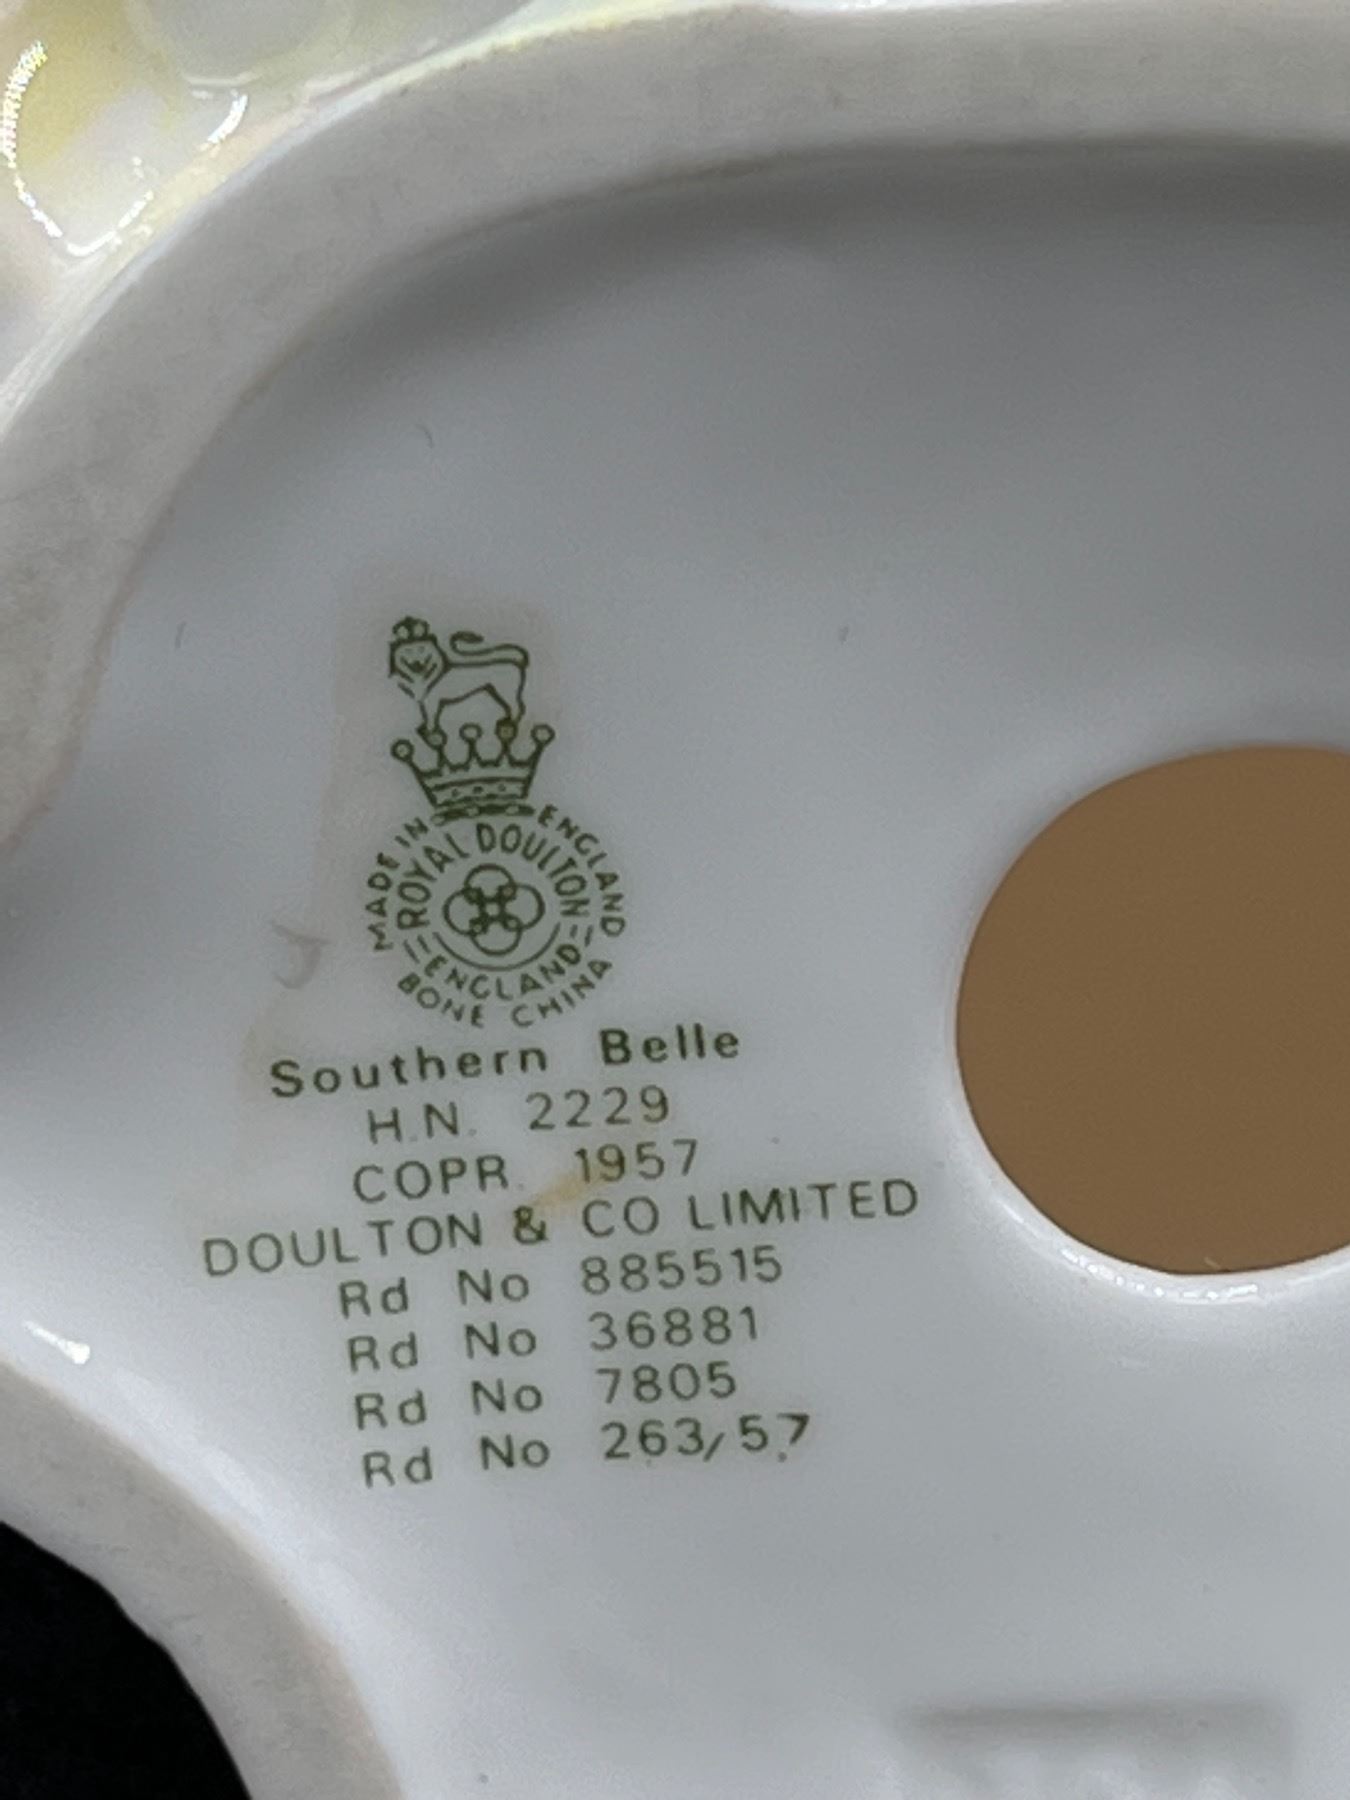 MADE IN ENGLAND
ROYAL DOULTON
ENGLAND
BONE CHINA
Southern Belle
H.N. 2229
COPR. 1957
DOULTON & CO LIMITED
Rd No 885515
Rd No 36881
Rd No 7805
Rd No 263/57